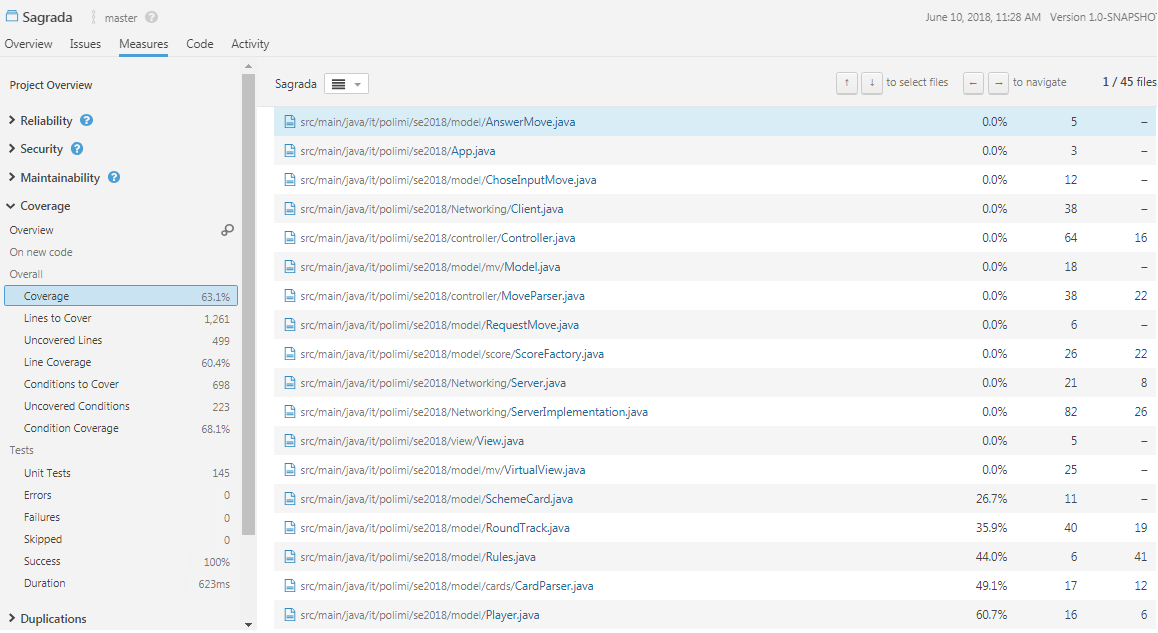 Sagrada master ? June 10, 2018, 11:28 AM Version 1.0-SNAPSHO
Overview Issues Measures Code Activity
Project Overview
Reliability ?
Security ?
Maintainability ?
Coverage
Overview
On new code
Overall
Coverage 63.1%
Lines to Cover 1,261
Uncovered Lines 499
Line Coverage 60.4%
Conditions to Cover 698
Uncovered Conditions 223
Condition Coverage 68.1%
Tests
Unit Tests 145
Errors 0
Failures 0
Skipped 0
Success 100%
Duration 623ms
Duplications
Sagrada ↑ ↓ to select files ← → to navigate 1 / 45 files
src/main/java/it/polimi/se2018/model/AnswerMove.java 0.0% 5 –
src/main/java/it/polimi/se2018/App.java 0.0% 3 –
src/main/java/it/polimi/se2018/model/ChoseInputMove.java 0.0% 12 –
src/main/java/it/polimi/se2018/Networking/Client.java 0.0% 38 –
src/main/java/it/polimi/se2018/controller/Controller.java 0.0% 64 16
src/main/java/it/polimi/se2018/model/mv/Model.java 0.0% 18 –
src/main/java/it/polimi/se2018/controller/MoveParser.java 0.0% 38 22
src/main/java/it/polimi/se2018/model/RequestMove.java 0.0% 6 –
src/main/java/it/polimi/se2018/model/score/ScoreFactory.java 0.0% 26 22
src/main/java/it/polimi/se2018/Networking/Server.java 0.0% 21 8
src/main/java/it/polimi/se2018/Networking/ServerImplementation.java 0.0% 82 26
src/main/java/it/polimi/se2018/view/View.java 0.0% 5 –
src/main/java/it/polimi/se2018/model/mv/VirtualView.java 0.0% 25 –
src/main/java/it/polimi/se2018/model/SchemeCard.java 26.7% 11 –
src/main/java/it/polimi/se2018/model/RoundTrack.java 35.9% 40 19
src/main/java/it/polimi/se2018/model/Rules.java 44.0% 6 41
src/main/java/it/polimi/se2018/model/cards/CardParser.java 49.1% 17 12
src/main/java/it/polimi/se2018/model/Player.java 60.7% 16 6